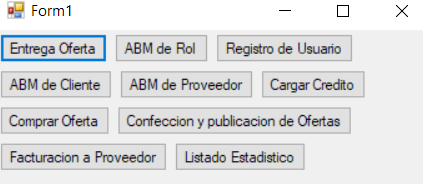 Form1
Entrega Oferta ABM de Rol Registro de Usuario
ABM de Cliente ABM de Proveedor Cargar Credito
Comprar Oferta Confeccion y publicacion de Ofertas
Facturacion a Proveedor Listado Estadistico